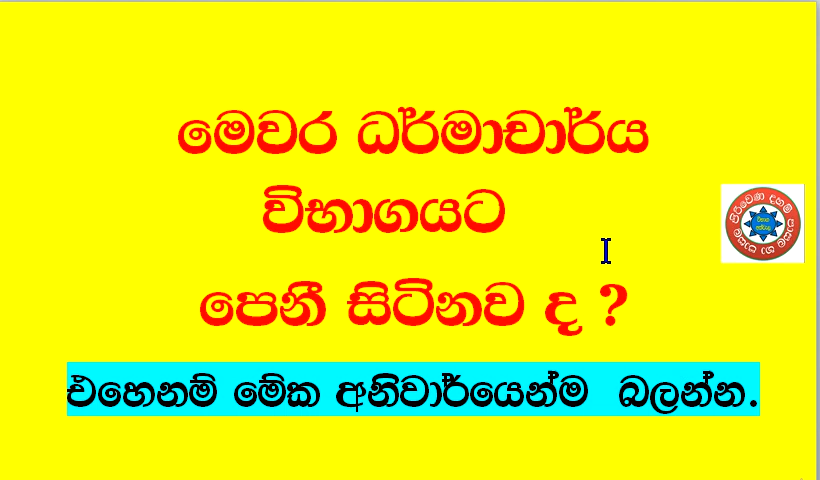 මෙවර ධර්මාචාර්ය
විභාගයට
පෙනී සිටිනව ද ?
එහෙනම් මේක අනිවාර්යෙන්ම බලන්න.